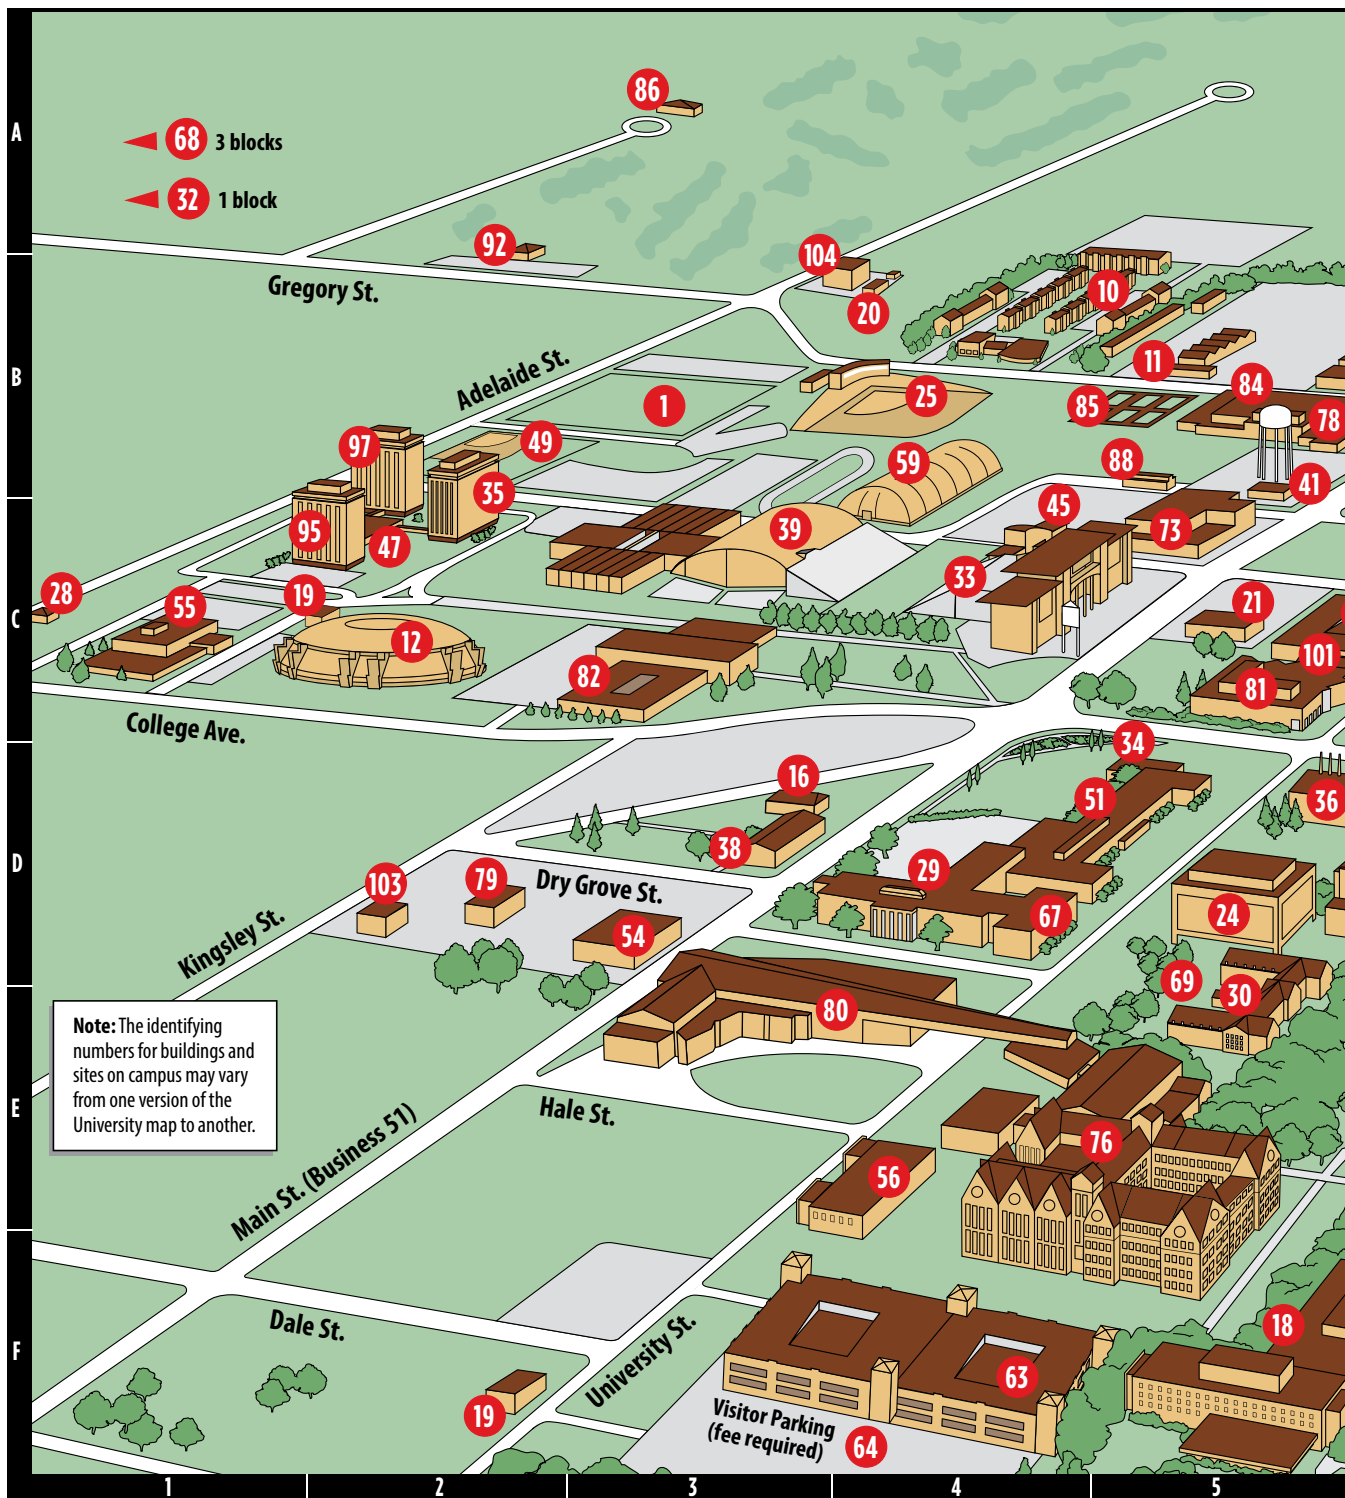 86
A
68 3 blocks
32 1 block
92
104
Gregory St.
10
20
11
B
Adelaide St.
84
1
25
85
78
97
49
59
88
35
41
45
95
39
73
47
33
28
19
55
21
C
12
101
82
81
College Ave.
34
16
51
36
38
D
29
Dry Grove St.
103
79
24
67
54
Kingsley St.
69
30
80
Note: The identifying
numbers for buildings and
sites on campus may vary
from one version of the
University map to another.
E
Hale St.
76
Main St. (Business 51)
56
Dale St.
18
F
University St.
63
19
Visitor Parking
(fee required)
64
1
2
3
4
5